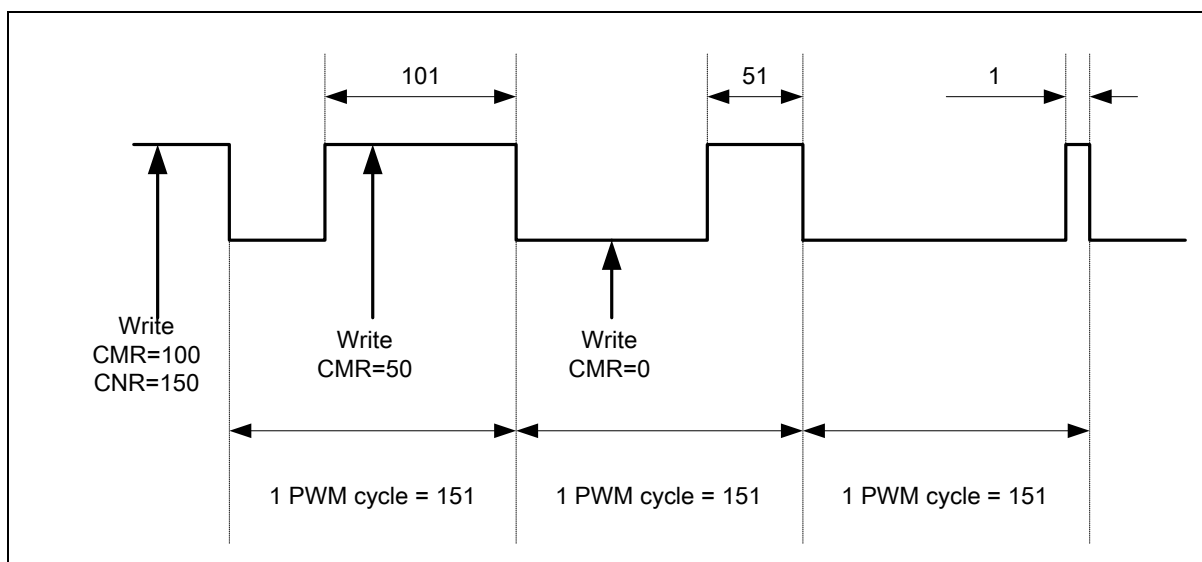 101
51
1
Write
CMR=100
CNR=150
Write
CMR=50
Write
CMR=0
1 PWM cycle = 151
1 PWM cycle = 151
1 PWM cycle = 151